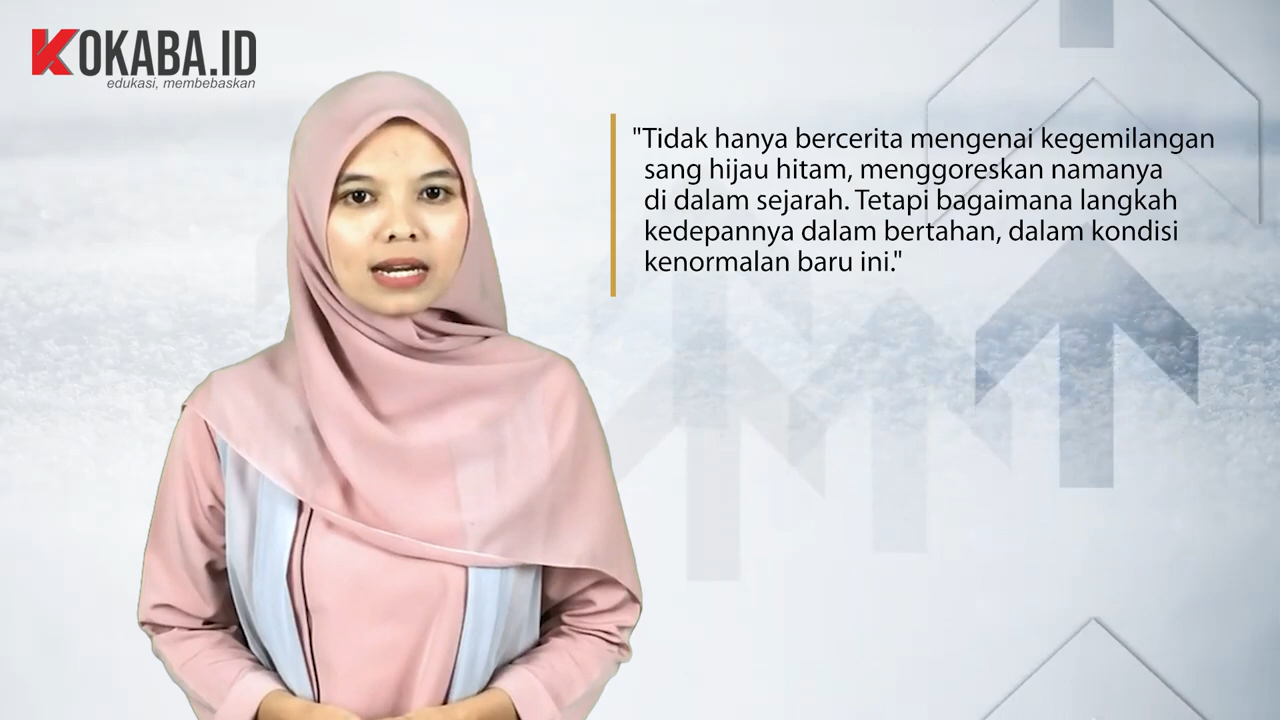 KOKABA.ID
edukasi, membebaskan
"Tidak hanya bercerita mengenai kegemilangan
sang hijau hitam, menggoreskan namanya
di dalam sejarah. Tetapi bagaimana langkah
kedepannya dalam bertahan, dalam kondisi
kenormalan baru ini."